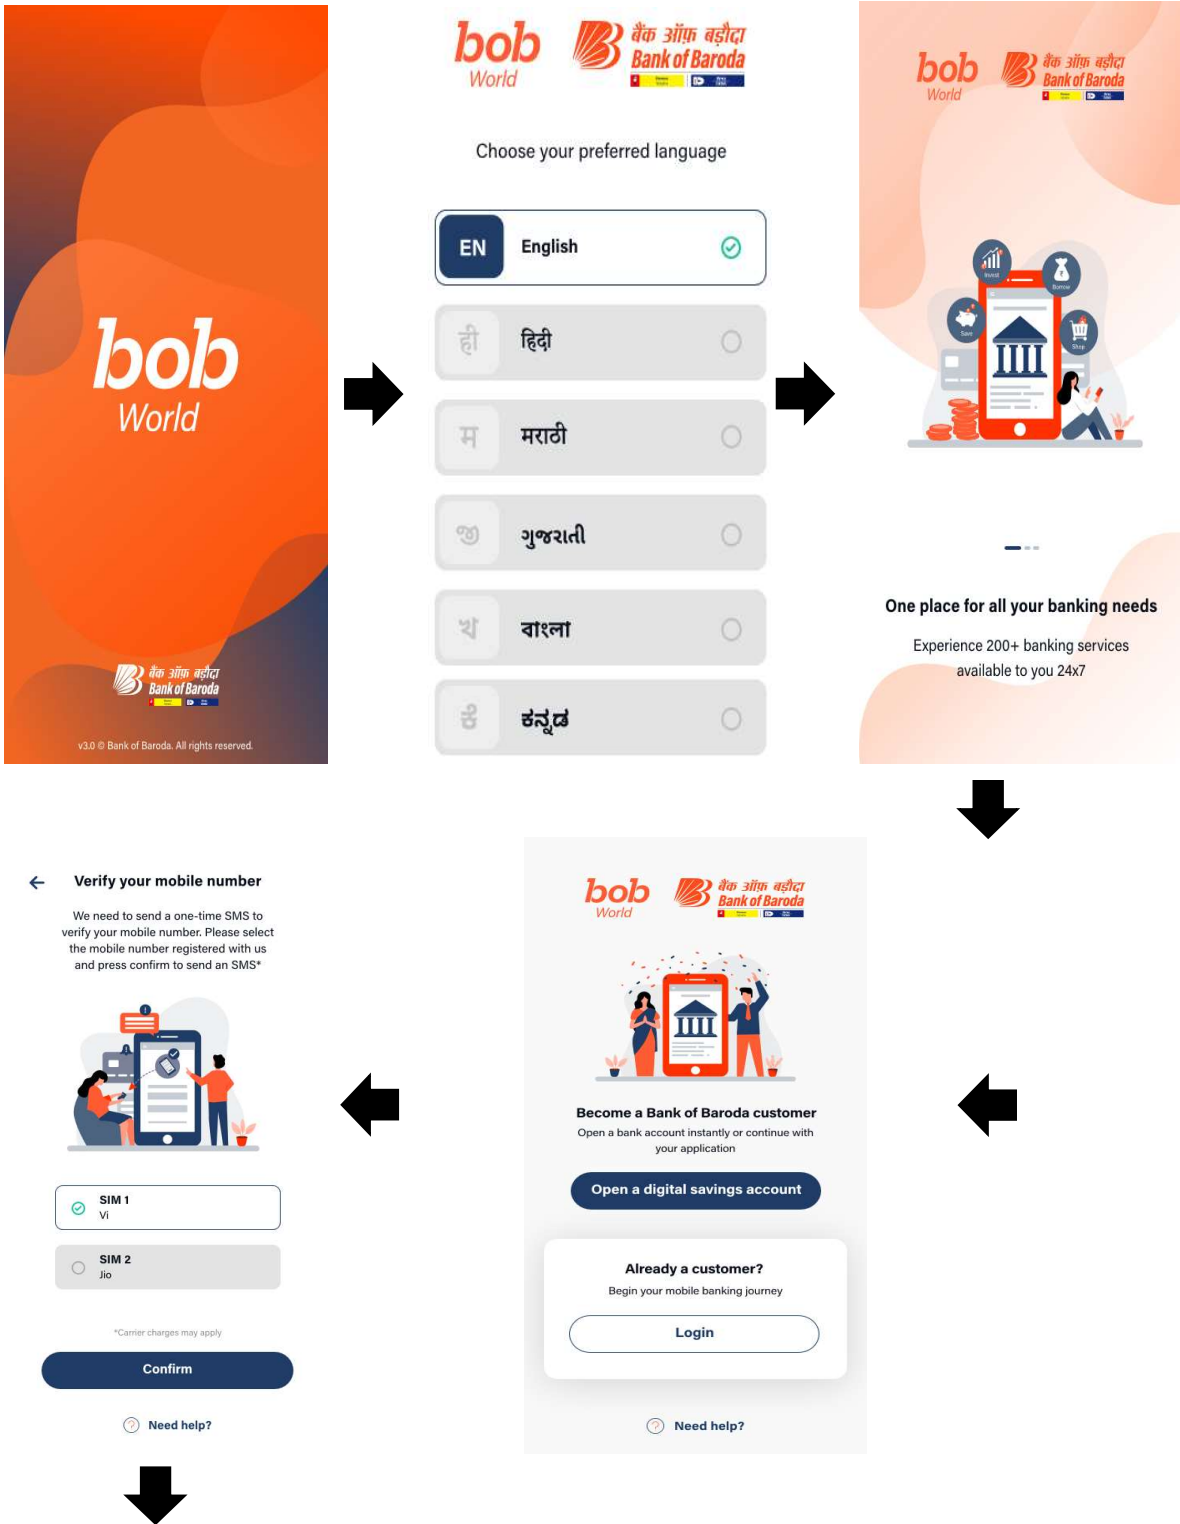 bob
World
बैंक ऑफ़ बड़ौदा
Bank of Baroda
v3.0 © Bank of Baroda. All rights reserved.
bob
World
बैंक ऑफ़ बड़ौदा
Bank of Baroda
Choose your preferred language
EN
English
ही
हिंदी
म
मराठी
જી
ગુજરાતી
বাংলা
ಕ
ಕನ್ನಡ
bob
World
बैंक ऑफ़ बड़ौदा
Bank of Baroda
Invest
Borrow
Save
Shop
One place for all your banking needs
Experience 200+ banking services
available to you 24x7
bob
World
बैंक ऑफ़ बड़ौदा
Bank of Baroda
Become a Bank of Baroda customer
Open a bank account instantly or continue with
your application
Open a digital savings account
Already a customer?
Begin your mobile banking journey
Login
Need help?
Verify your mobile number
We need to send a one-time SMS to
verify your mobile number. Please select
the mobile number registered with us
and press confirm to send an SMS*
SIM 1
Vi
SIM 2
Jio
*Carrier charges may apply
Confirm
Need help?